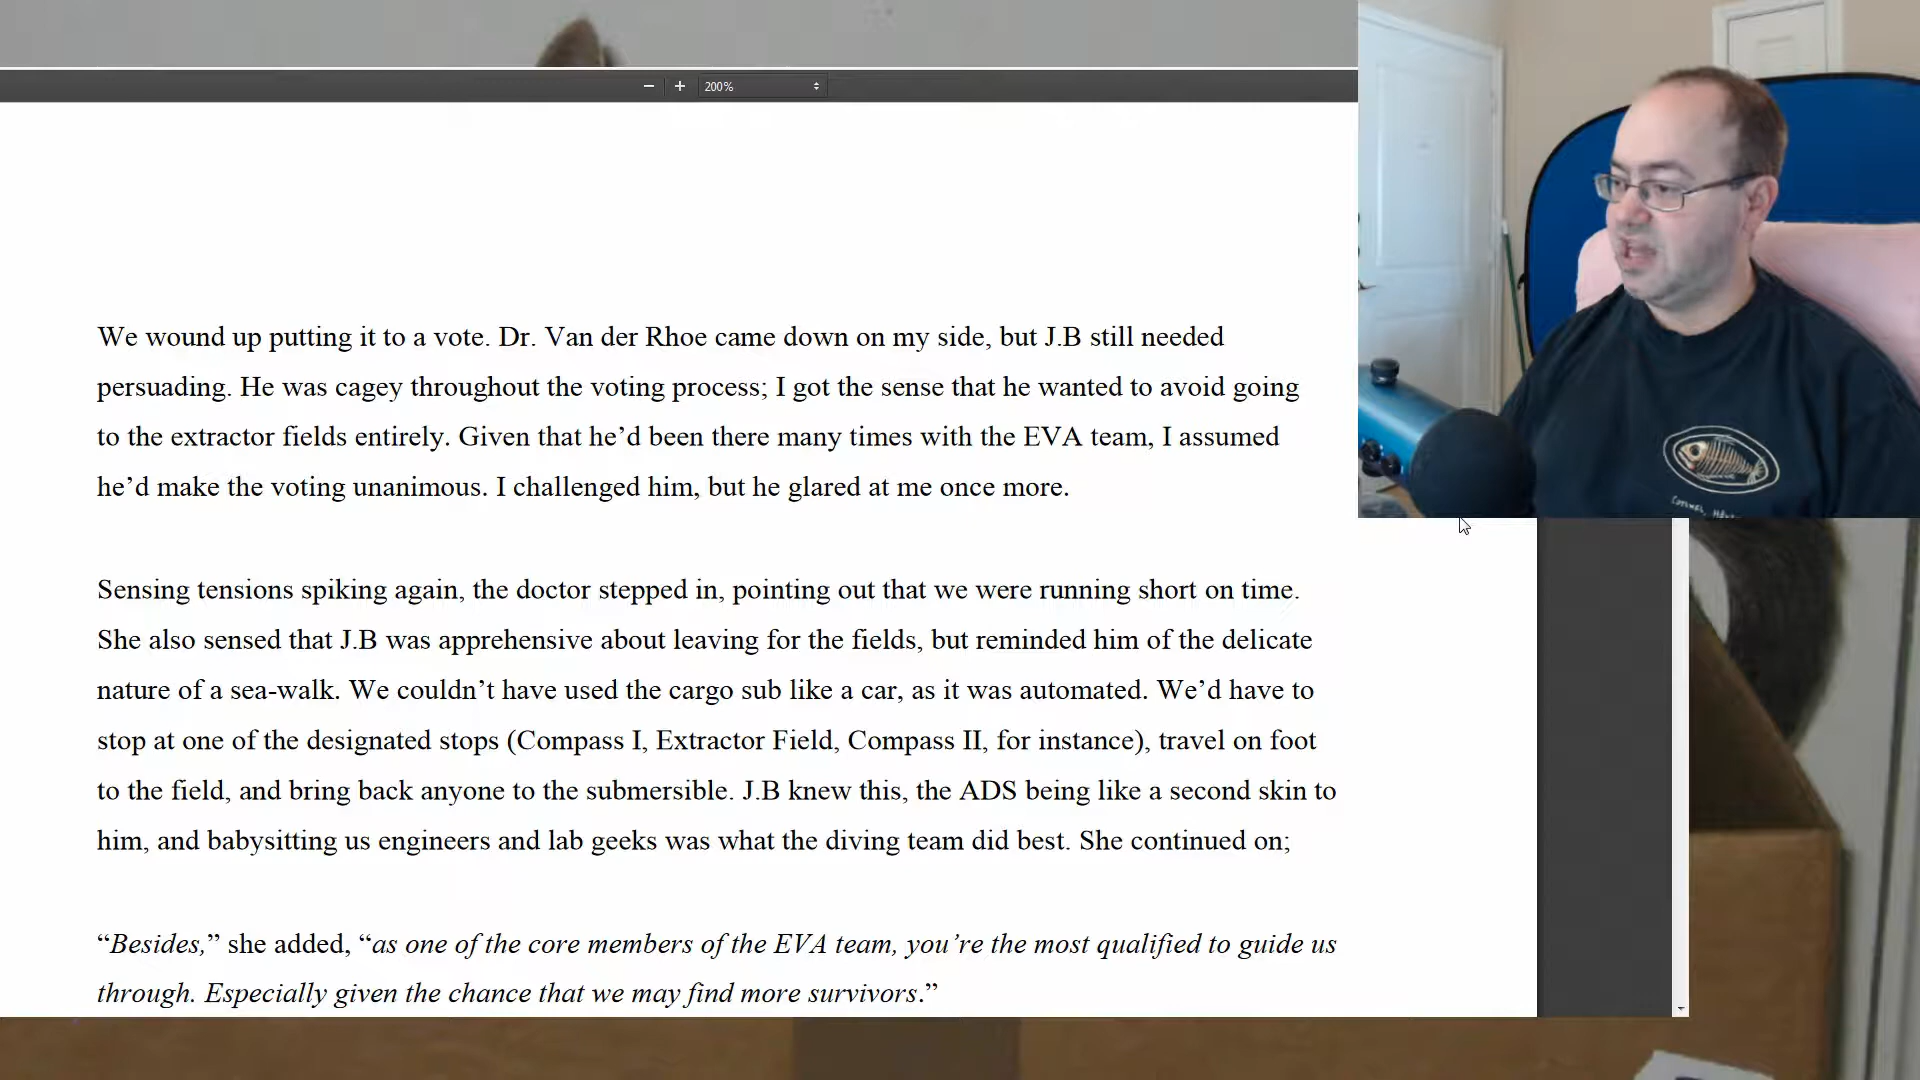 200%
We wound up putting it to a vote. Dr. Van der Rhoe came down on my side, but J.B still needed
persuading. He was cagey throughout the voting process; I got the sense that he wanted to avoid going
to the extractor fields entirely. Given that he’d been there many times with the EVA team, I assumed
he’d make the voting unanimous. I challenged him, but he glared at me once more.
Sensing tensions spiking again, the doctor stepped in, pointing out that we were running short on time.
She also sensed that J.B was apprehensive about leaving for the fields, but reminded him of the delicate
nature of a sea-walk. We couldn’t have used the cargo sub like a car, as it was automated. We’d have to
stop at one of the designated stops (Compass I, Extractor Field, Compass II, for instance), travel on foot
to the field, and bring back anyone to the submersible. J.B knew this, the ADS being like a second skin to
him, and babysitting us engineers and lab geeks was what the diving team did best. She continued on;
“Besides,” she added, “as one of the core members of the EVA team, you’re the most qualified to guide us
through. Especially given the chance that we may find more survivors.”